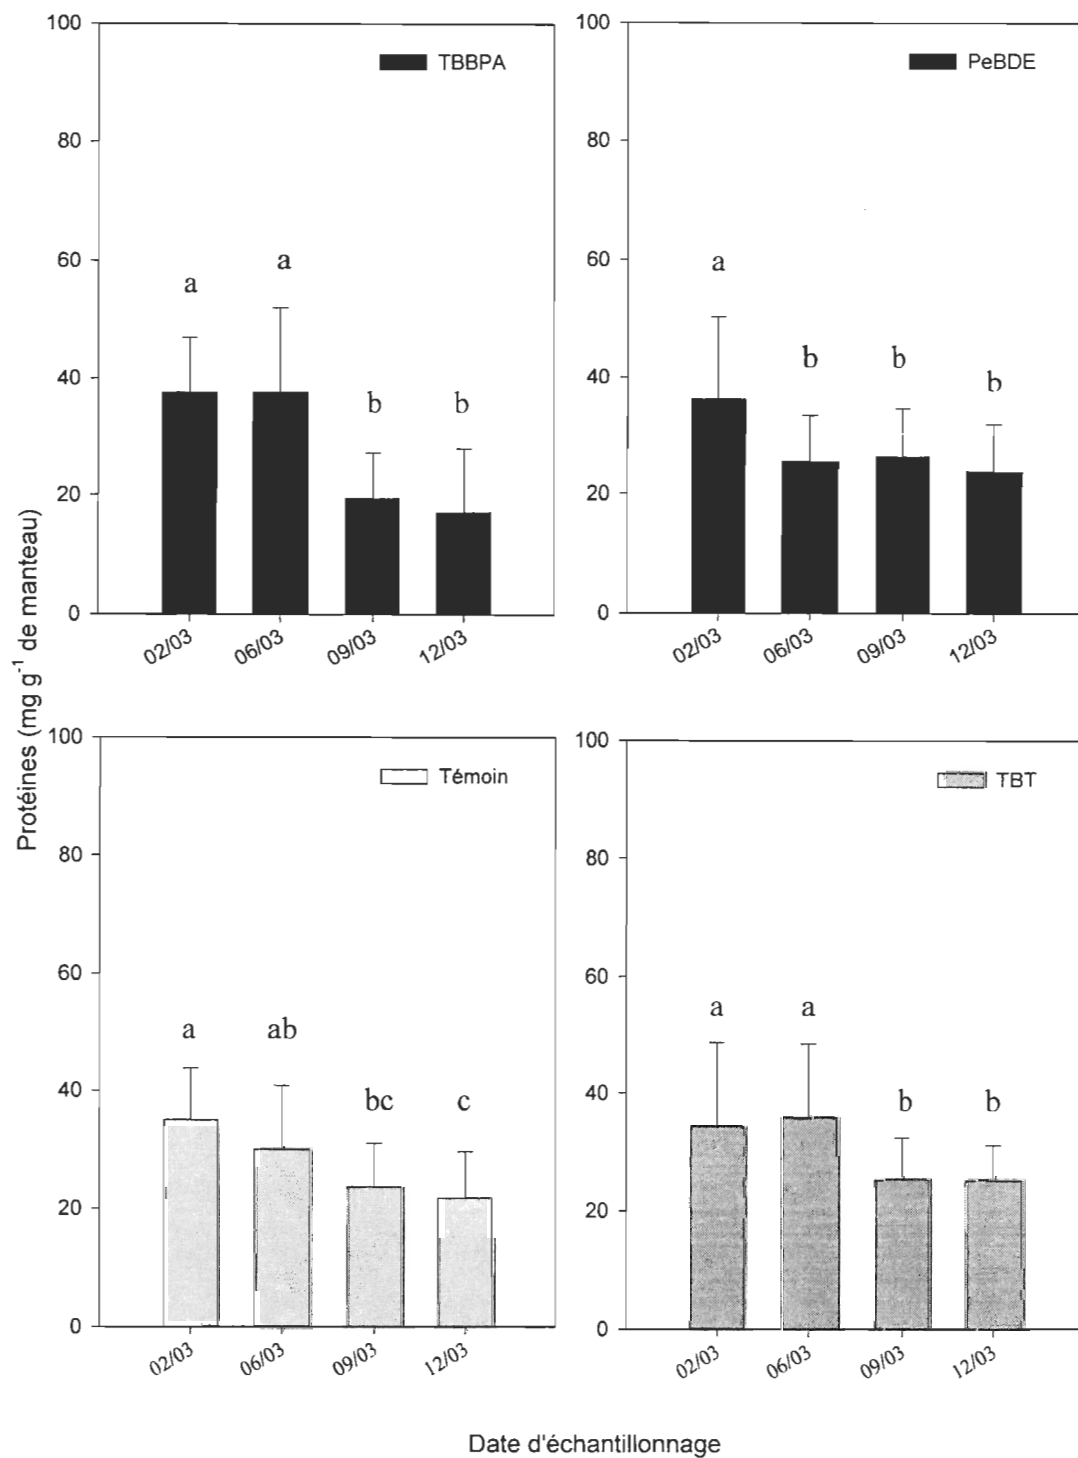 Protéines (mg g⁻¹ de manteau)
100
80
60
40
20
0
TBBPA
a
a
b
b
02/03
06/03
09/03
12/03
100
80
60
40
20
0
PeBDE
a
b
b
b
02/03
06/03
09/03
12/03
100
80
60
40
20
0
Témoin
a
ab
bc
c
02/03
06/03
09/03
12/03
100
80
60
40
20
0
TBT
a
a
b
b
02/03
06/03
09/03
12/03
Date d'échantillonnage